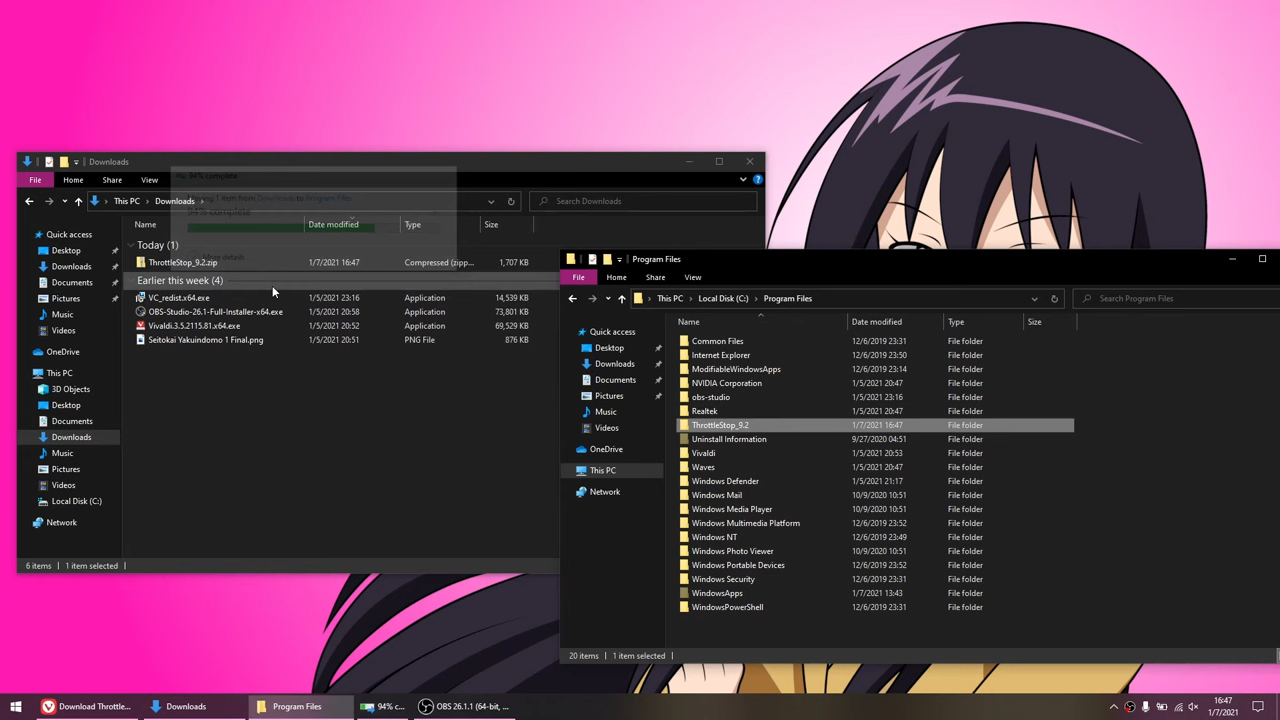 Downloads
File Home Share View
94% complete
This PC Downloads
Search Downloads
Moving 1 item from Downloads to Program Files
94% complete
More details
Name Date modified Type Size
Quick access
Desktop
Downloads
Documents
Pictures
Music
Videos
OneDrive
This PC
3D Objects
Desktop
Documents
Downloads
Music
Pictures
Videos
Local Disk (C:)
Network
Today (1)
ThrottleStop_9.2.zip 1/7/2021 16:47 Compressed (zipp... 1,707 KB
Earlier this week (4)
VC_redist.x64.exe 1/5/2021 23:16 Application 14,539 KB
OBS-Studio-26.1-Full-Installer-x64.exe 1/5/2021 20:58 Application 73,801 KB
Vivaldi.3.5.2115.81.x64.exe 1/5/2021 20:52 Application 69,529 KB
Seitokai Yakuindomo 1 Final.png 1/5/2021 20:51 PNG File 876 KB
6 items 1 item selected
Program Files
File Home Share View
This PC Local Disk (C:) Program Files
Search Program Files
Quick access
Desktop
Downloads
Documents
Pictures
Music
Videos
OneDrive
This PC
Network
Name Date modified Type Size
Common Files 12/6/2019 23:31 File folder
Internet Explorer 12/6/2019 23:50 File folder
ModifiableWindowsApps 12/6/2019 23:14 File folder
NVIDIA Corporation 1/5/2021 20:47 File folder
obs-studio 1/5/2021 23:16 File folder
Realtek 1/5/2021 20:47 File folder
ThrottleStop_9.2 1/7/2021 16:47 File folder
Uninstall Information 9/27/2020 04:51 File folder
Vivaldi 1/5/2021 20:53 File folder
Waves 1/5/2021 20:47 File folder
Windows Defender 1/5/2021 21:17 File folder
Windows Mail 10/9/2020 10:51 File folder
Windows Media Player 10/9/2020 10:51 File folder
Windows Multimedia Platform 12/6/2019 23:52 File folder
Windows NT 12/6/2019 23:49 File folder
Windows Photo Viewer 10/9/2020 10:51 File folder
Windows Portable Devices 12/6/2019 23:52 File folder
Windows Security 12/6/2019 23:31 File folder
WindowsApps 1/7/2021 13:43 File folder
WindowsPowerShell 12/6/2019 23:31 File folder
20 items 1 item selected
Download Throttle... Downloads Program Files 94% c... OBS 26.1.1 (64-bit, ...
16:47
1/7/2021